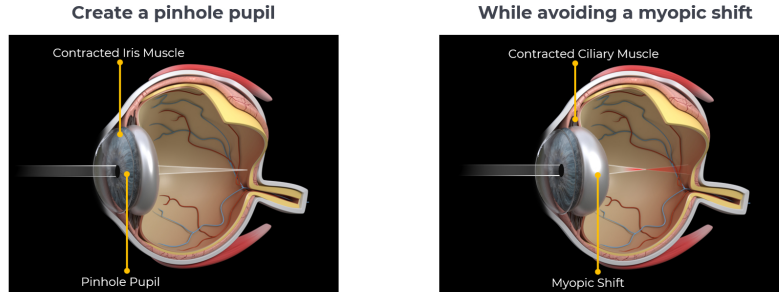 Create a pinhole pupil
While avoiding a myopic shift
Contracted Iris Muscle
Pinhole Pupil
Contracted Ciliary Muscle
Myopic Shift